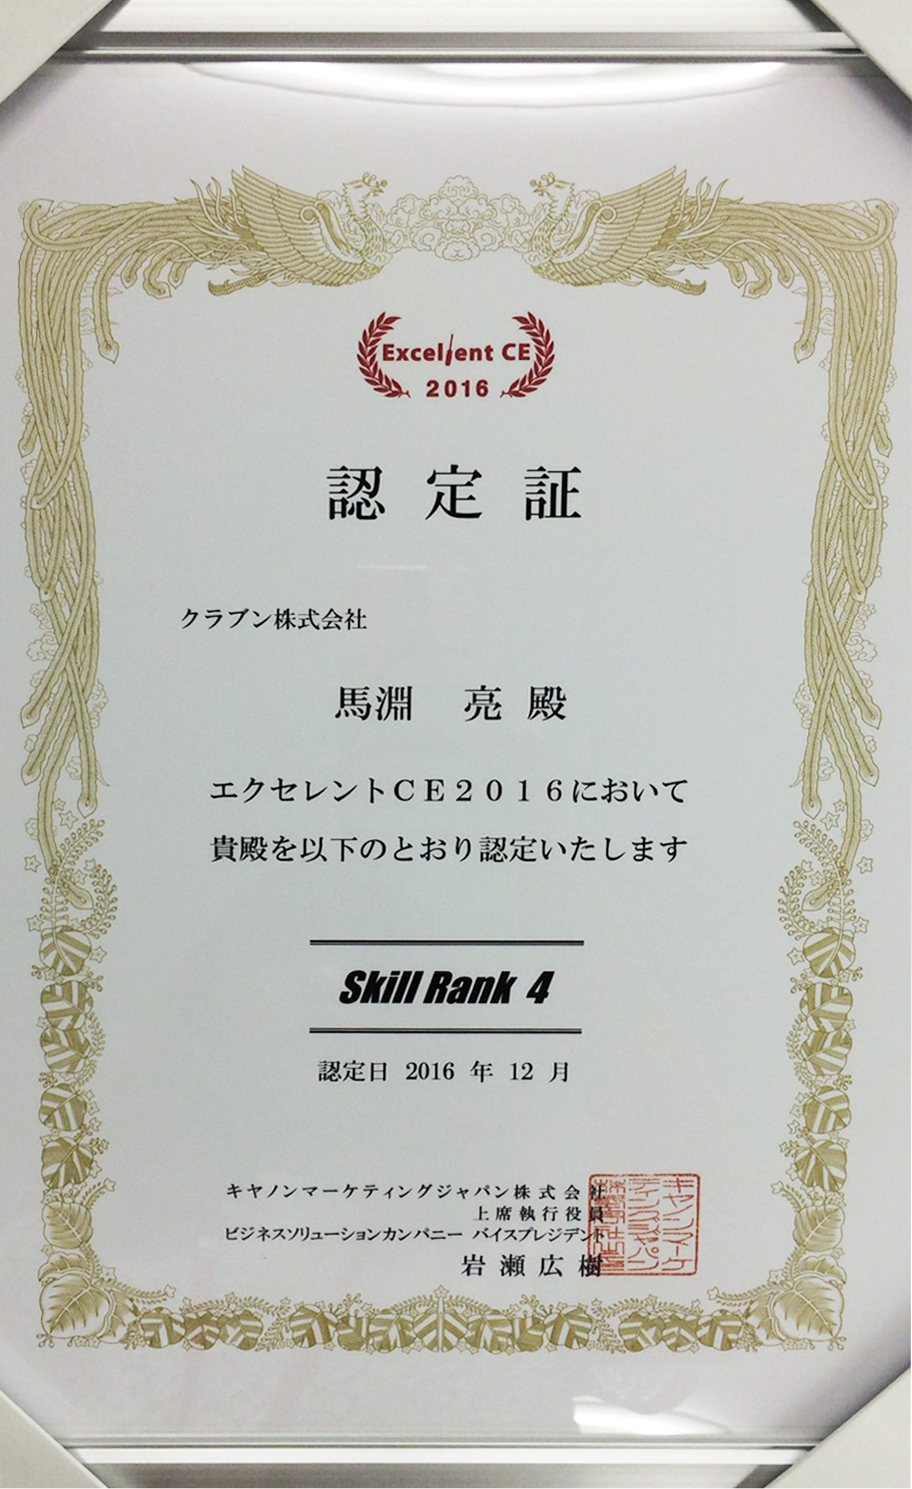 Excellent CE
2016
認定証
クラブン株式会社
馬淵 亮 殿
エクセレントCE2016において
貴殿を以下のとおり認定いたします
Skill Rank 4
認定日 2016 年 12 月
キヤノンマーケティングジャパン株式会社
上席執行役員
ビジネスソリューションカンパニー バイスプレジデント
岩瀬広樹